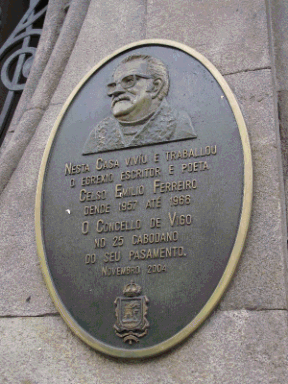 NESTA CASA VIVIU E TRABALLOU
O EGREXIO ESCRITOR E POETA
CELSO EMILIO FERREIRO
DENDE 1957 ATÉ 1966
O CONCELLO DE VIGO
NO 25 CABODANO
DO SEU PASAMENTO.
NOVEMBRO 2004